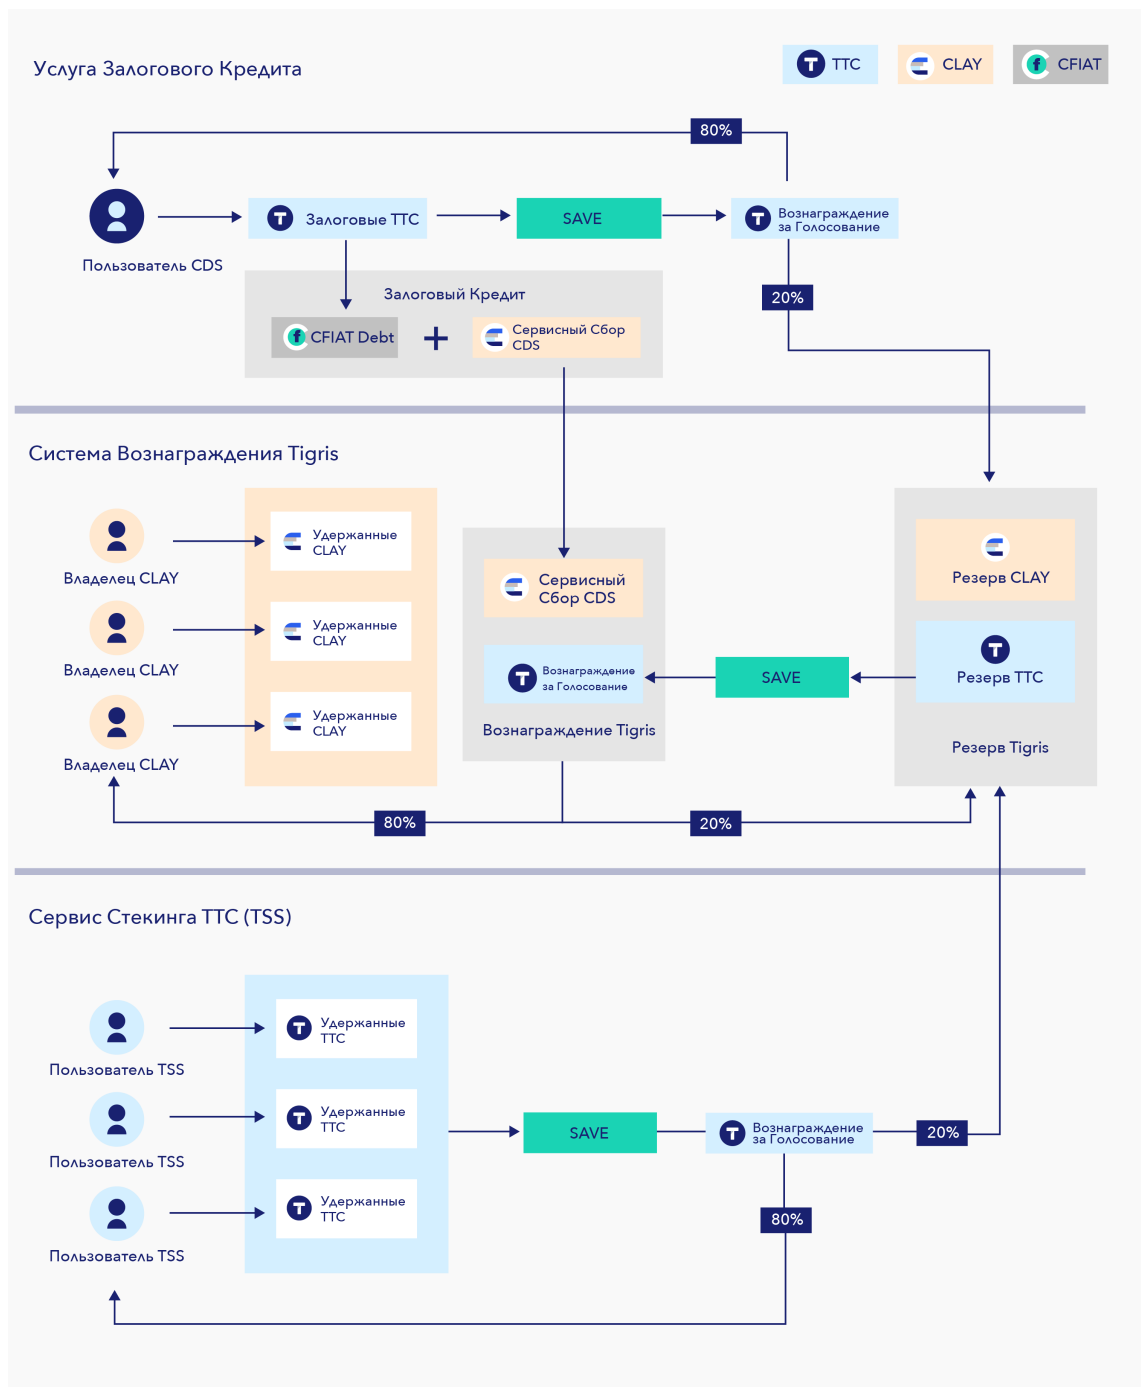 Услуга Залогового Кредита
TTC
CLAY
CFIAT
80%
Залоговые TTC
SAVE
Вознаграждение
за Голосование
Пользователь CDS
20%
Залоговый Кредит
CFIAT Debt
+
Сервисный Сбор
CDS
Система Вознаграждения Tigris
Владелец CLAY
Удержанные
CLAY
Владелец CLAY
Удержанные
CLAY
Владелец CLAY
Удержанные
CLAY
Сервисный
Сбор CDS
Вознаграждение
за Голосование
Вознаграждение Tigris
SAVE
Резерв CLAY
Резерв TTC
Резерв Tigris
80%
20%
Сервис Стекинга TTC (TSS)
Пользователь TSS
Удержанные
TTC
Пользователь TSS
Удержанные
TTC
Пользователь TSS
Удержанные
TTC
SAVE
Вознаграждение
за Голосование
20%
80%